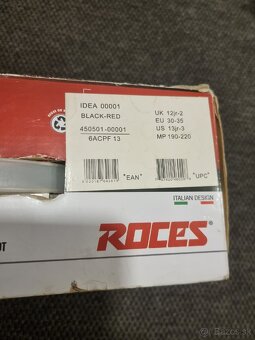 IDEA 00001
BLACK-RED
450501-00001
6ACPF 13
UK 12jr-2
EU 30-35
US 13jr-3
MP 190-220
"EAN"
"UPC"
ITALIAN DESIGN
ROCES®